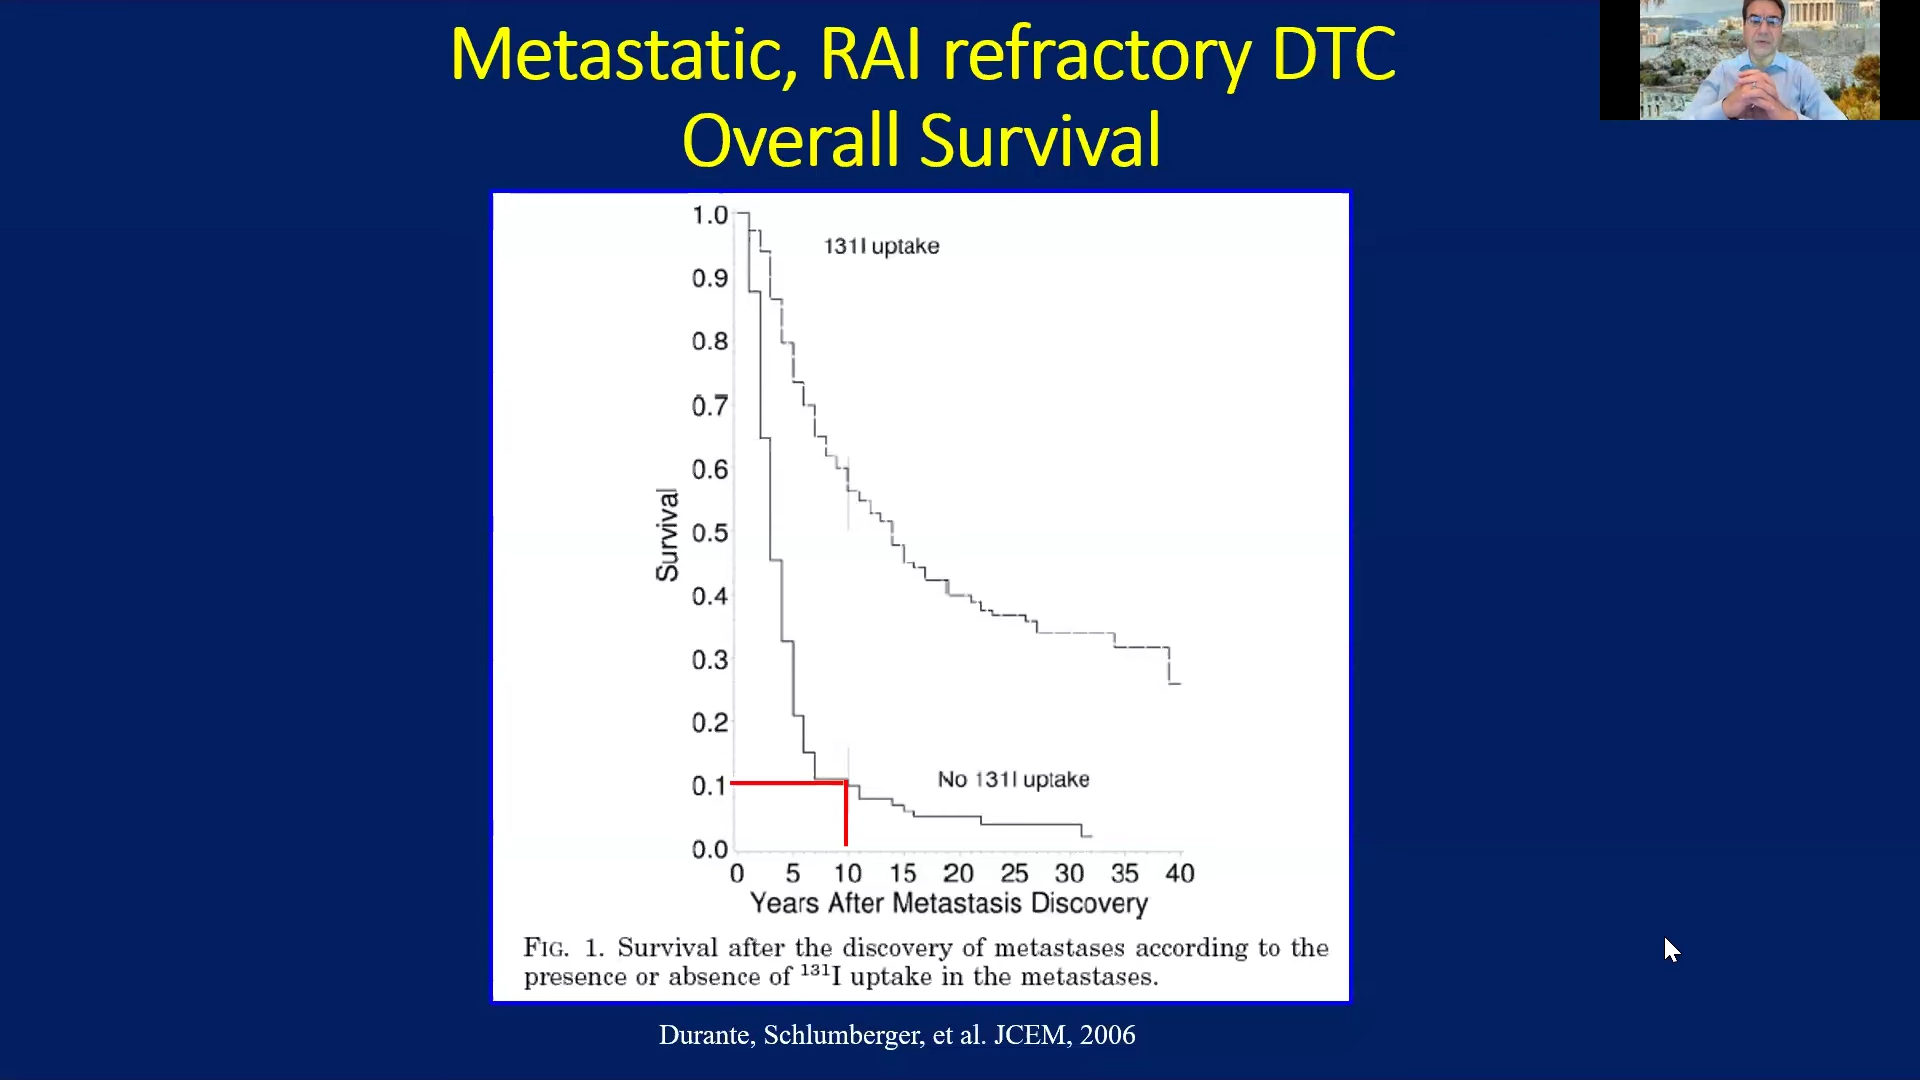 Metastatic, RAI refractory DTC
Overall Survival
1.0
0.9
0.8
0.7
0.6
0.5
0.4
0.3
0.2
0.1
0.0
Survival
131I uptake
No 131I uptake
0 5 10 15 20 25 30 35 40
Years After Metastasis Discovery
FIG. 1. Survival after the discovery of metastases according to the
presence or absence of ¹³¹I uptake in the metastases.
Durante, Schlumberger, et al. JCEM, 2006